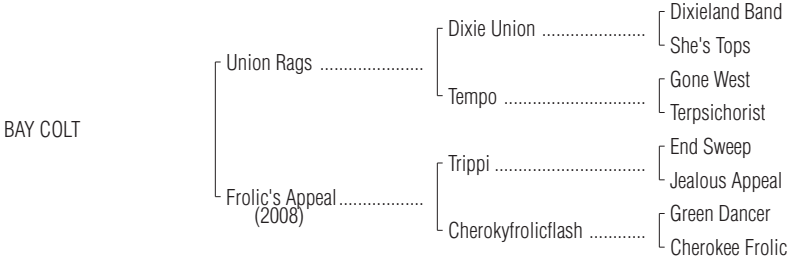 Dixieland Band
Dixie Union ......................
She's Tops
Union Rags ......................
Gone West
Tempo ..............................
Terpsichorist
BAY COLT
End Sweep
Trippi ................................
Jealous Appeal
Frolic's Appeal..................
(2008)
Green Dancer
Cherokyfrolicflash ............
Cherokee Frolic